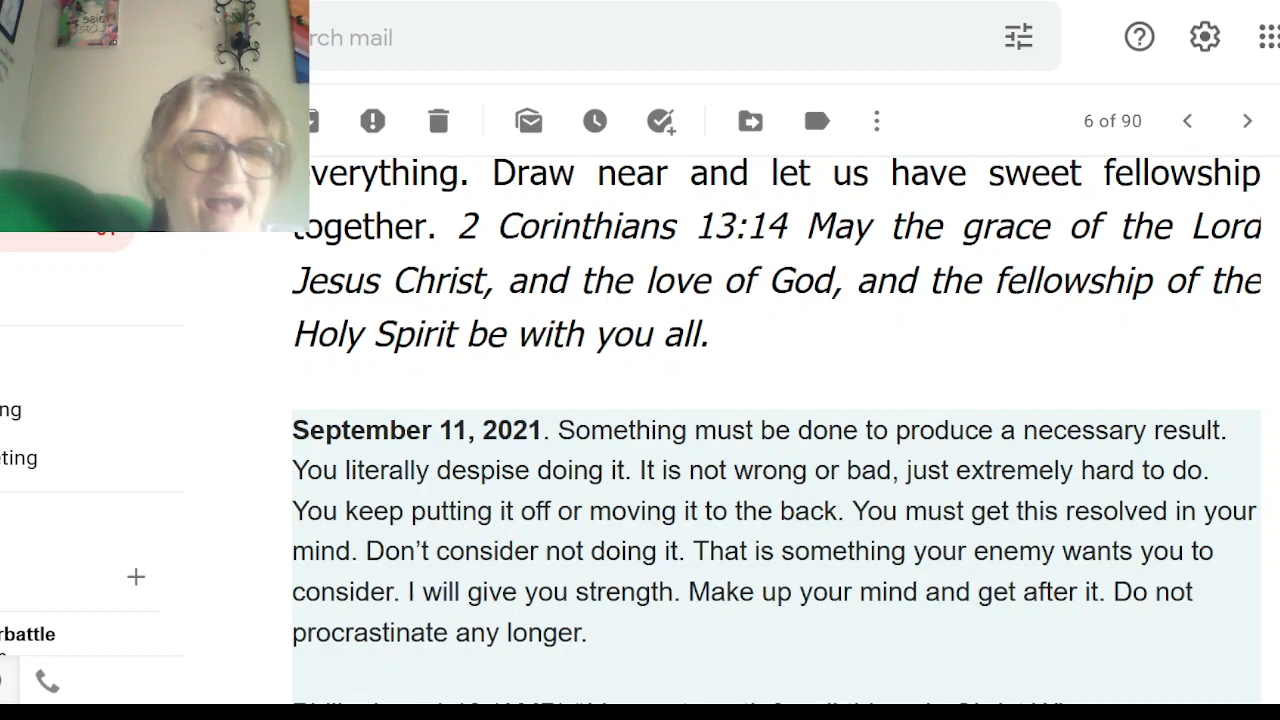 rch mail
6 of 90
everything. Draw near and let us have sweet fellowship
together. 2 Corinthians 13:14 May the grace of the Lord
Jesus Christ, and the love of God, and the fellowship of the
Holy Spirit be with you all.
ng
eting
rbattle
September 11, 2021. Something must be done to produce a necessary result.
You literally despise doing it. It is not wrong or bad, just extremely hard to do.
You keep putting it off or moving it to the back. You must get this resolved in your
mind. Don’t consider not doing it. That is something your enemy wants you to
consider. I will give you strength. Make up your mind and get after it. Do not
procrastinate any longer.